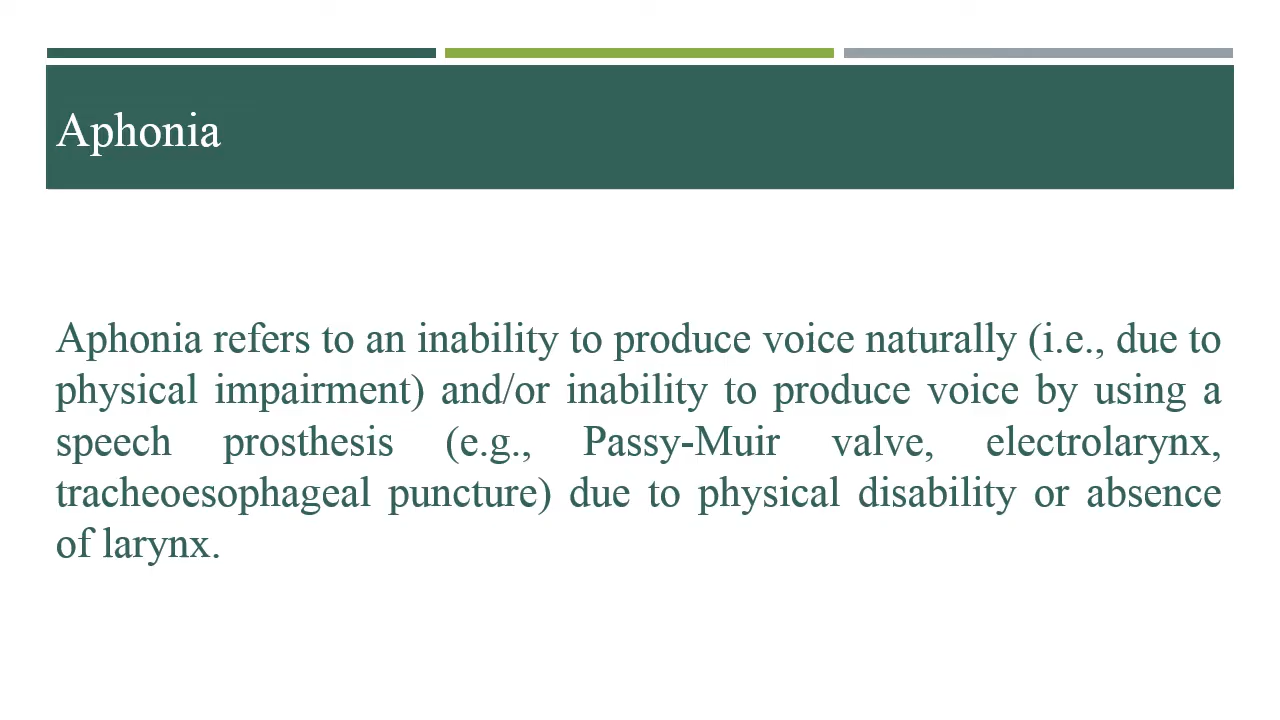 Aphonia
Aphonia refers to an inability to produce voice naturally (i.e., due to
physical impairment) and/or inability to produce voice by using a
speech prosthesis (e.g., Passy-Muir valve, electrolarynx,
tracheoesophageal puncture) due to physical disability or absence
of larynx.